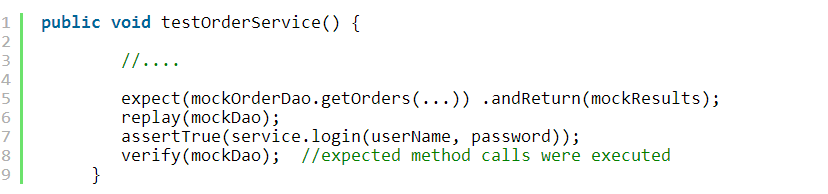 1 public void testOrderService() {
2
3 //....
4
5 expect(mockOrderDao.getOrders(...)) .andReturn(mockResults);
6 replay(mockDao);
7 assertTrue(service.login(userName, password));
8 verify(mockDao);  //expected method calls were executed
9 }